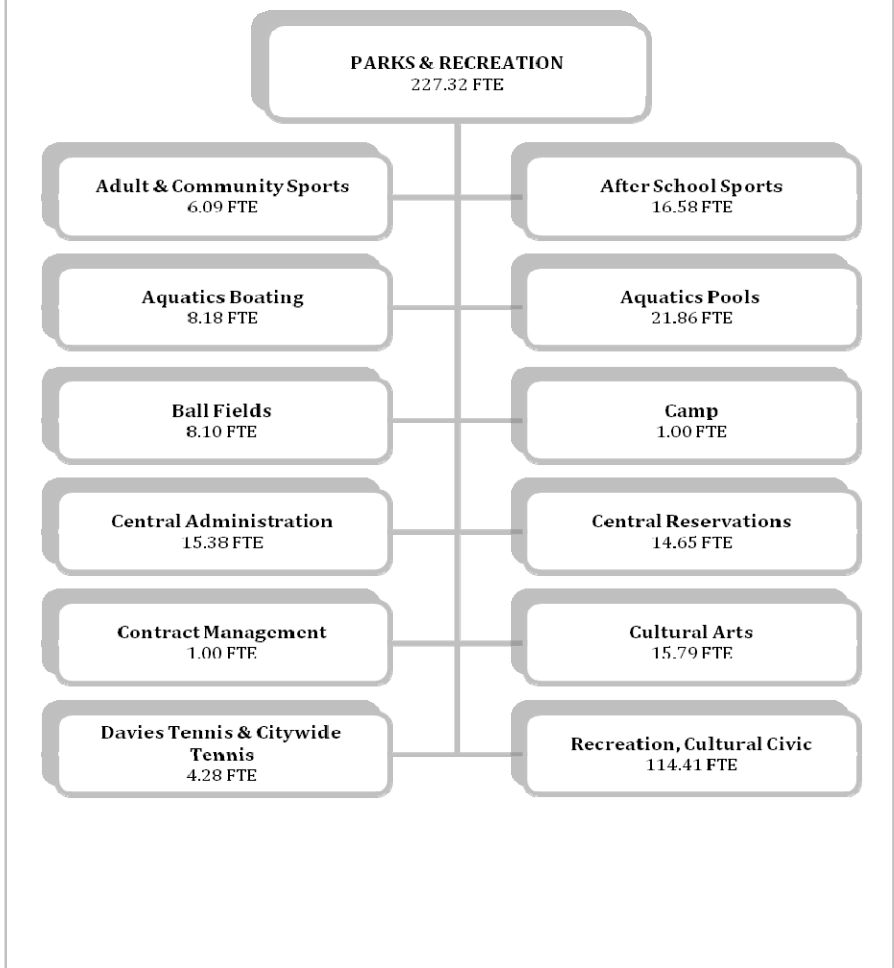 PARKS & RECREATION
227.32 FTE
Adult & Community Sports
6.09 FTE
After School Sports
16.58 FTE
Aquatics Boating
8.18 FTE
Aquatics Pools
21.86 FTE
Ball Fields
8.10 FTE
Camp
1.00 FTE
Central Administration
15.38 FTE
Central Reservations
14.65 FTE
Contract Management
1.00 FTE
Cultural Arts
15.79 FTE
Davies Tennis & Citywide
Tennis
4.28 FTE
Recreation, Cultural Civic
114.41 FTE